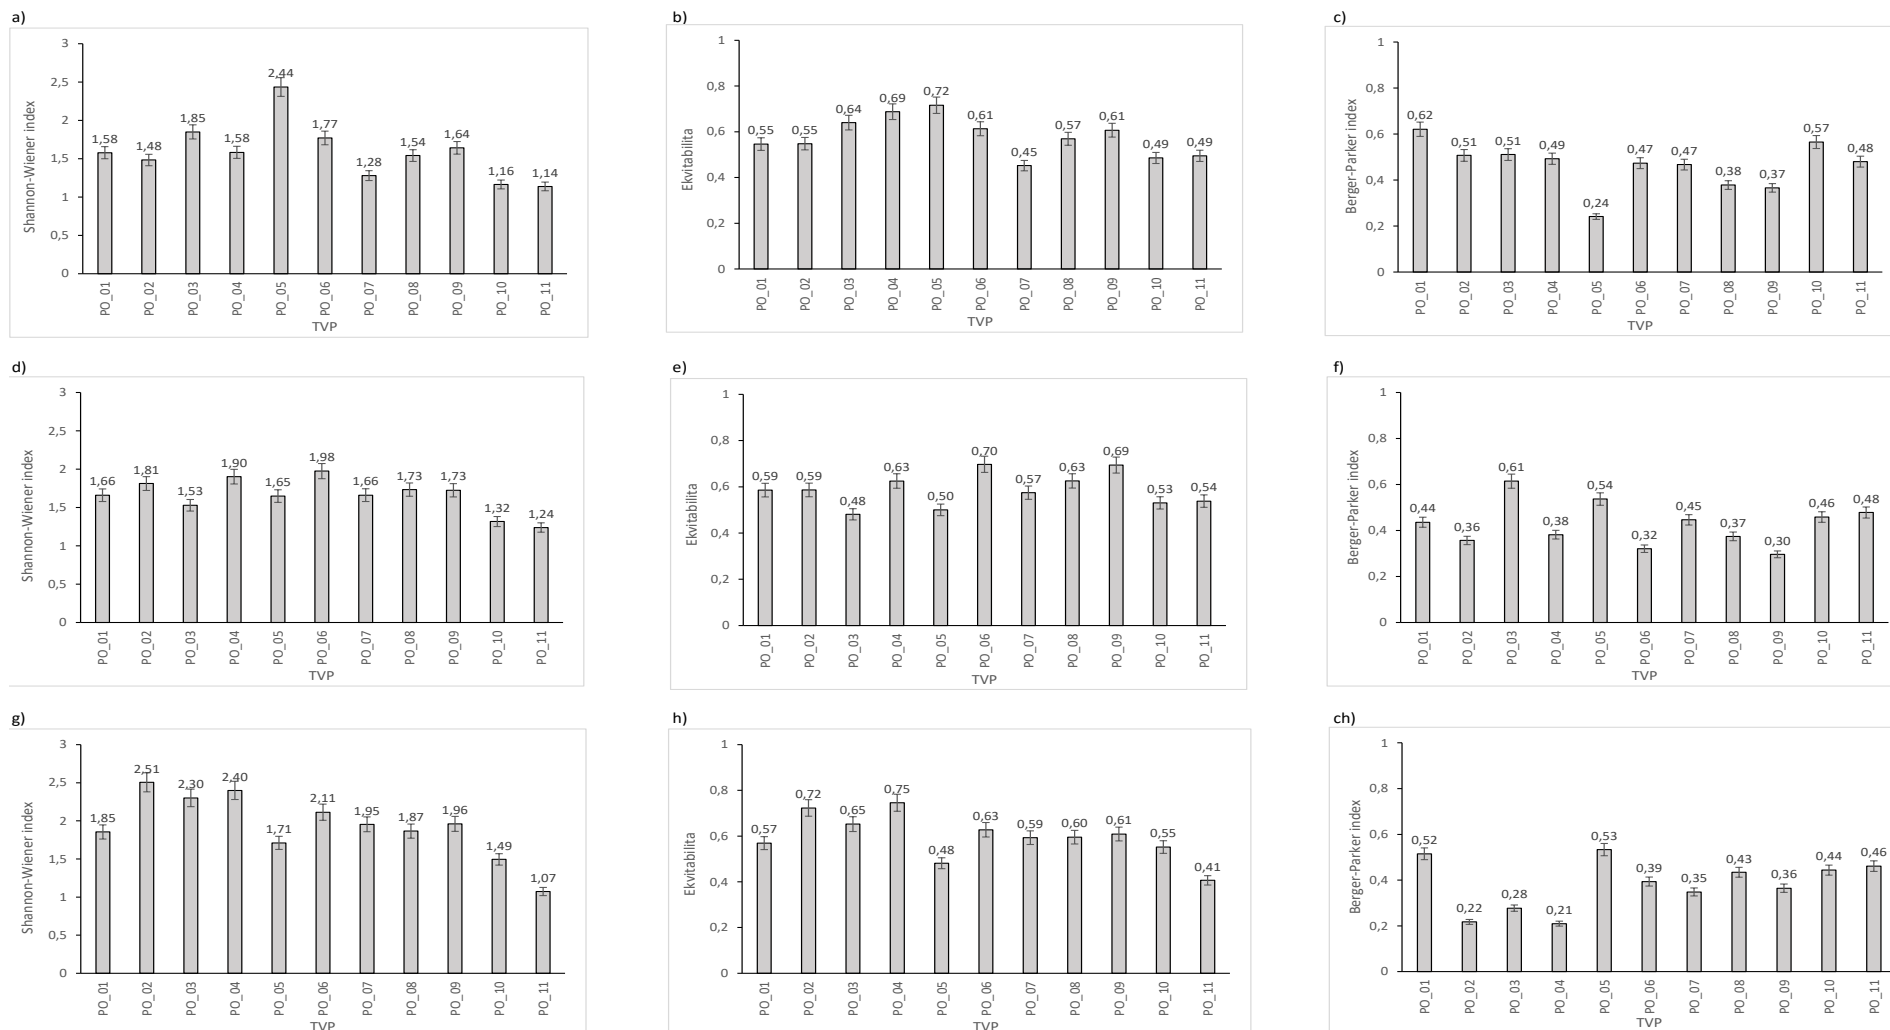 a)
Shannon-Wiener index
3
2,5
2
1,5
1
0,5
0
1,58
1,48
1,85
1,58
2,44
1,77
1,28
1,54
1,64
1,16
1,14
PO_01
PO_02
PO_03
PO_04
PO_05
PO_06
PO_07
PO_08
PO_09
PO_10
PO_11
TVP
b)
Ekvitabilita
1
0,8
0,6
0,4
0,2
0
0,55
0,55
0,64
0,69
0,72
0,61
0,45
0,57
0,61
0,49
0,49
PO_01
PO_02
PO_03
PO_04
PO_05
PO_06
PO_07
PO_08
PO_09
PO_10
PO_11
TVP
c)
Berger-Parker index
1
0,8
0,6
0,4
0,2
0
0,62
0,51
0,51
0,49
0,24
0,47
0,47
0,38
0,37
0,57
0,48
PO_01
PO_02
PO_03
PO_04
PO_05
PO_06
PO_07
PO_08
PO_09
PO_10
PO_11
TVP
d)
Shannon-Wiener index
3
2,5
2
1,5
1
0,5
0
1,66
1,81
1,53
1,90
1,65
1,98
1,66
1,73
1,73
1,32
1,24
PO_01
PO_02
PO_03
PO_04
PO_05
PO_06
PO_07
PO_08
PO_09
PO_10
PO_11
TVP
e)
Ekvitabilita
1
0,8
0,6
0,4
0,2
0
0,59
0,59
0,48
0,63
0,50
0,70
0,57
0,63
0,69
0,53
0,54
PO_01
PO_02
PO_03
PO_04
PO_05
PO_06
PO_07
PO_08
PO_09
PO_10
PO_11
TVP
f)
Berger-Parker index
1
0,8
0,6
0,4
0,2
0
0,44
0,36
0,61
0,38
0,54
0,32
0,45
0,37
0,30
0,46
0,48
PO_01
PO_02
PO_03
PO_04
PO_05
PO_06
PO_07
PO_08
PO_09
PO_10
PO_11
TVP
g)
Shannon-Wiener index
3
2,5
2
1,5
1
0,5
0
1,85
2,51
2,30
2,40
1,71
2,11
1,95
1,87
1,96
1,49
1,07
PO_01
PO_02
PO_03
PO_04
PO_05
PO_06
PO_07
PO_08
PO_09
PO_10
PO_11
TVP
h)
Ekvitabilita
1
0,8
0,6
0,4
0,2
0
0,57
0,72
0,65
0,75
0,48
0,63
0,59
0,60
0,61
0,55
0,41
PO_01
PO_02
PO_03
PO_04
PO_05
PO_06
PO_07
PO_08
PO_09
PO_10
PO_11
TVP
ch)
Berger-Parker index
1
0,8
0,6
0,4
0,2
0
0,52
0,22
0,28
0,21
0,53
0,39
0,35
0,43
0,36
0,44
0,46
PO_01
PO_02
PO_03
PO_04
PO_05
PO_06
PO_07
PO_08
PO_09
PO_10
PO_11
TVP